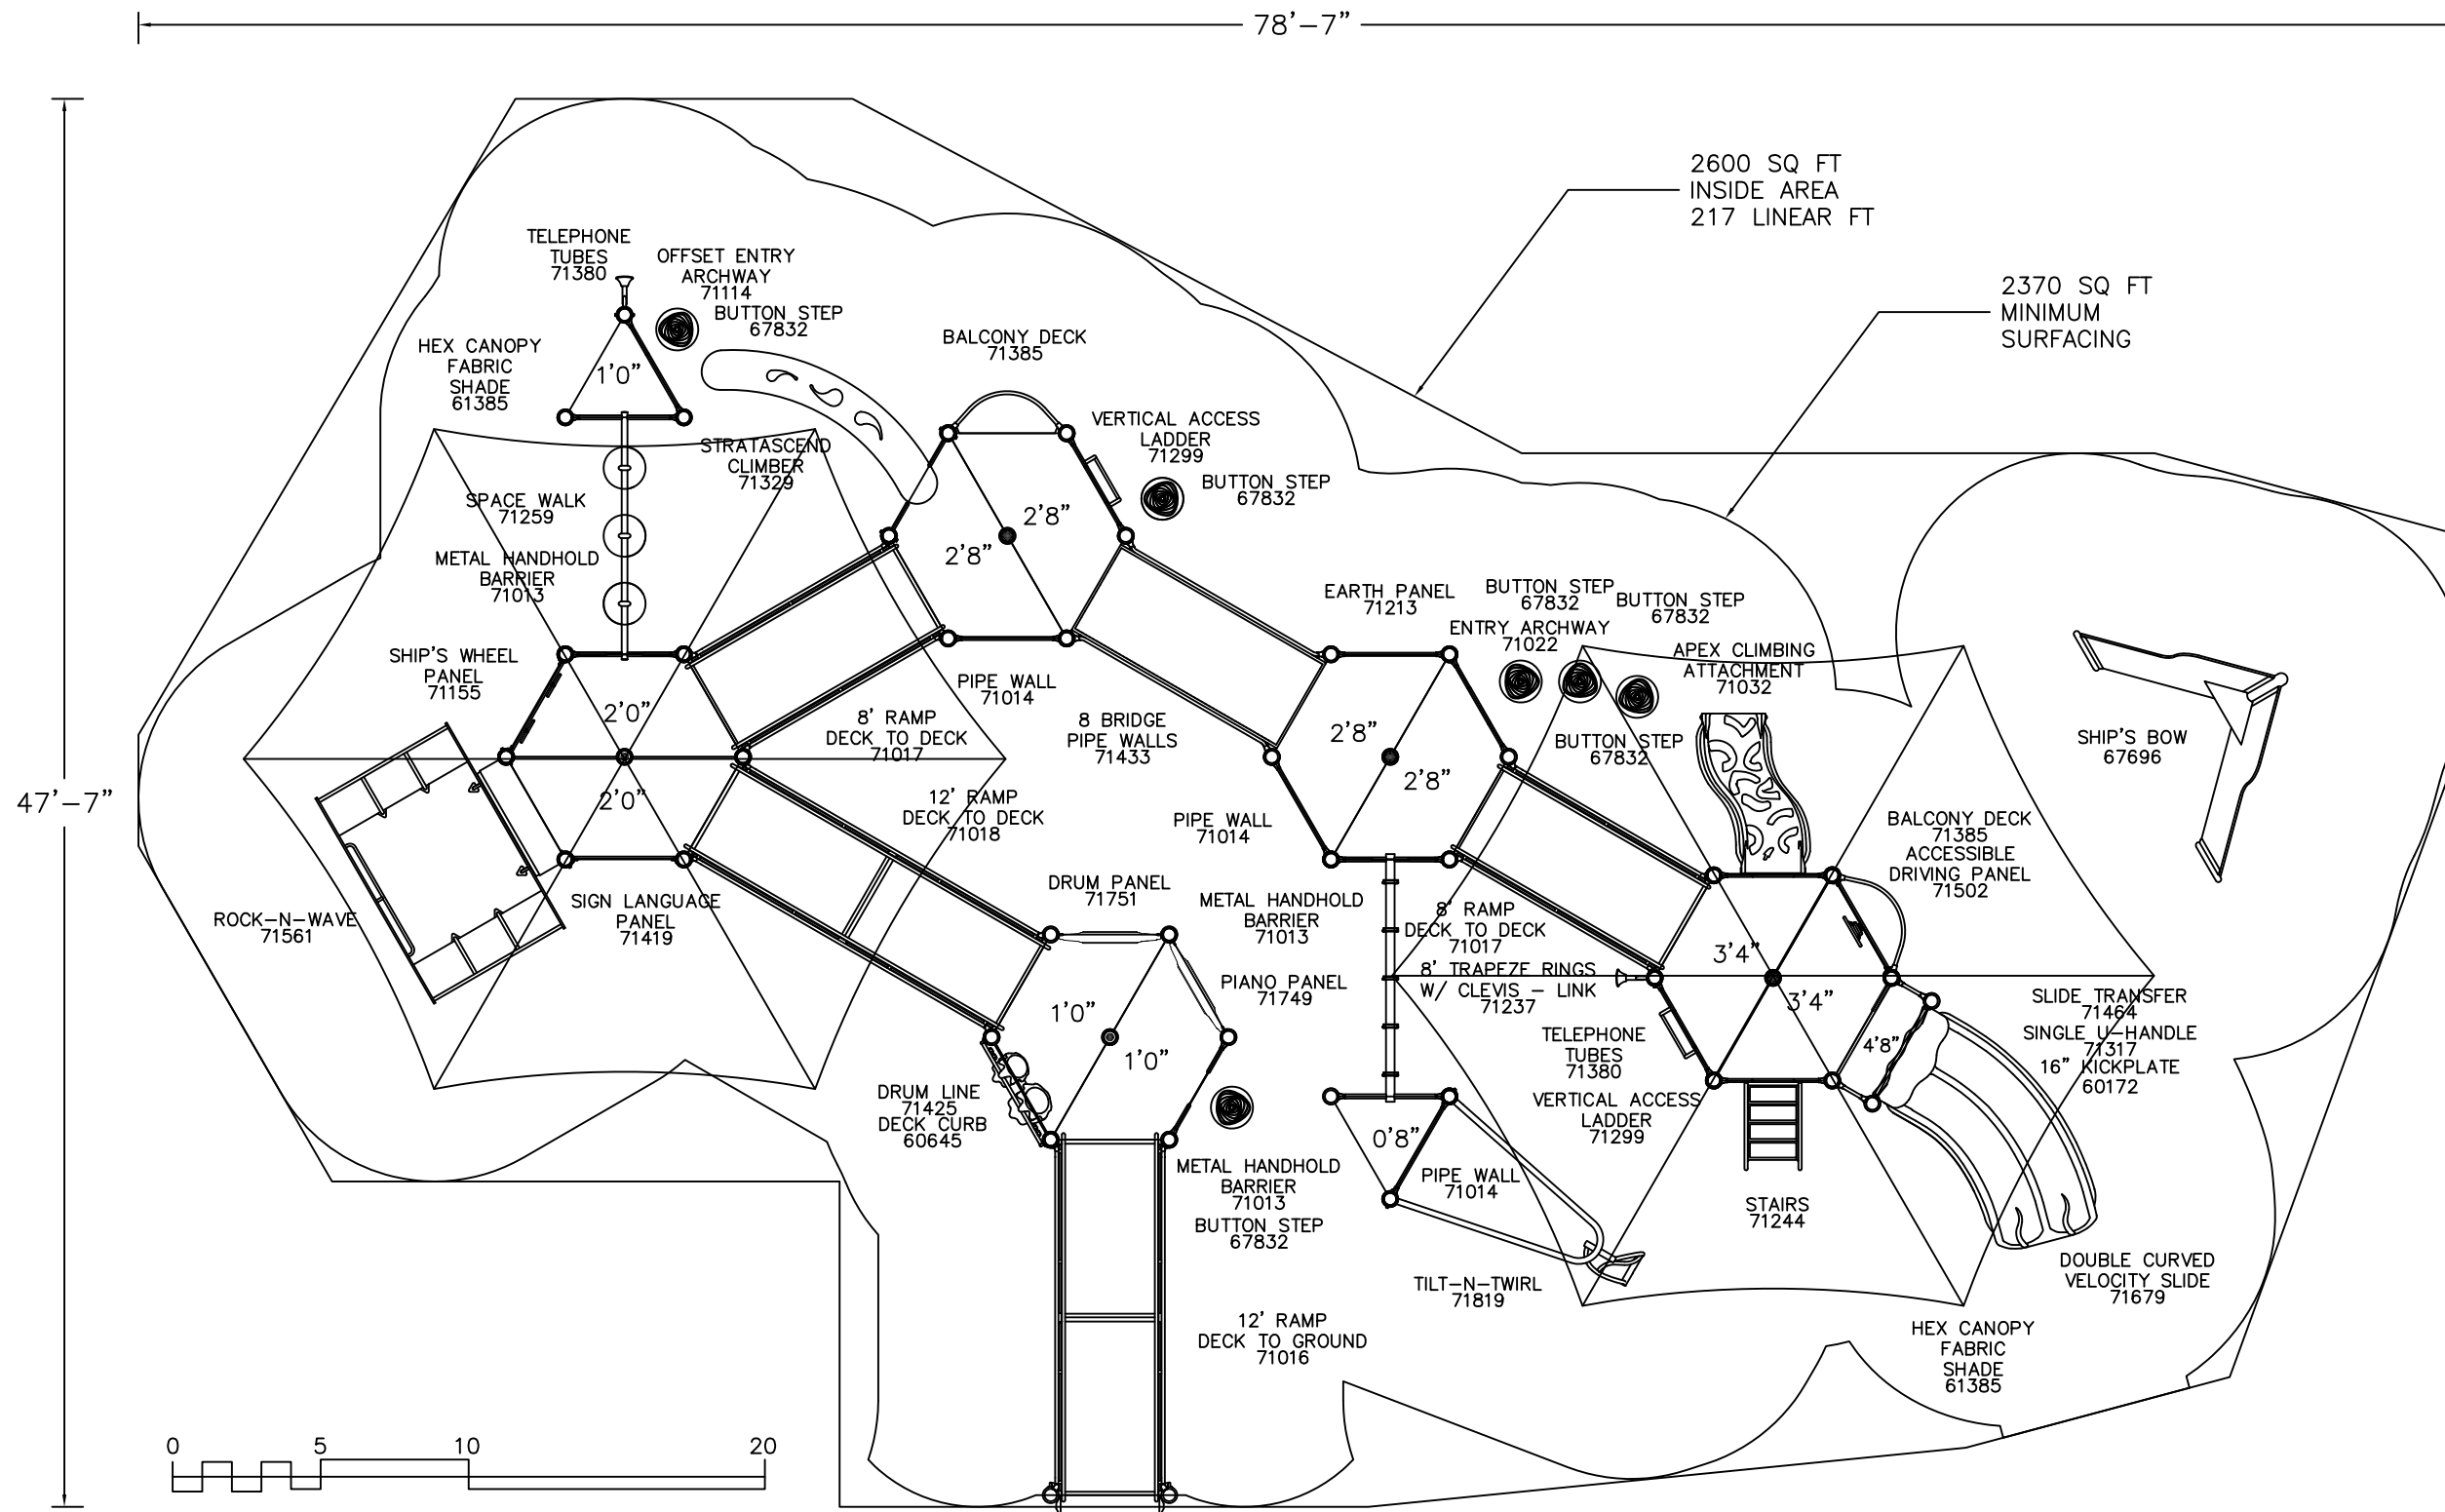 78'-7"
2600 SQ FT
INSIDE AREA
217 LINEAR FT
2370 SQ FT
MINIMUM
SURFACING
47'-7"
TELEPHONE
TUBES
71380
OFFSET ENTRY
ARCHWAY
71114
BUTTON STEP
67832
HEX CANOPY
FABRIC
SHADE
61385
1'0"
BALCONY DECK
71385
VERTICAL ACCESS
LADDER
71299
BUTTON STEP
67832
STRATASCEND
CLIMBER
71329
SPACE WALK
71259
METAL HANDHOLD
BARRIER
71013
2'8"
2'8"
SHIP'S WHEEL
PANEL
71155
2'0"
2'0"
PIPE WALL
71014
8' RAMP
DECK TO DECK
71017
8 BRIDGE
PIPE WALLS
71433
12' RAMP
DECK TO DECK
71018
EARTH PANEL
71213
BUTTON STEP
67832
BUTTON STEP
67832
ENTRY ARCHWAY
71022
APEX CLIMBING
ATTACHMENT
71032
BUTTON STEP
67832
2'8"
2'8"
SHIP'S BOW
67696
PIPE WALL
71014
BALCONY DECK
71385
ACCESSIBLE
DRIVING PANEL
71502
ROCK-N-WAVE
71561
SIGN LANGUAGE
PANEL
71419
DRUM PANEL
71751
METAL HANDHOLD
BARRIER
71013
8' RAMP
DECK TO DECK
71017
PIANO PANEL
71749
8' TRAPEZE RINGS
W/ CLEVIS - LINK
71237
1'0"
1'0"
3'4"
3'4"
4'8"
SLIDE TRANSFER
71464
SINGLE U-HANDLE
71317
16" KICKPLATE
60172
TELEPHONE
TUBES
71380
VERTICAL ACCESS
LADDER
71299
DRUM LINE
71425
DECK CURB
60645
0'8"
METAL HANDHOLD
BARRIER
71013
BUTTON STEP
67832
PIPE WALL
71014
STAIRS
71244
TILT-N-TWIRL
71819
DOUBLE CURVED
VELOCITY SLIDE
71679
12' RAMP
DECK TO GROUND
71016
HEX CANOPY
FABRIC
SHADE
61385
0 5 10 20